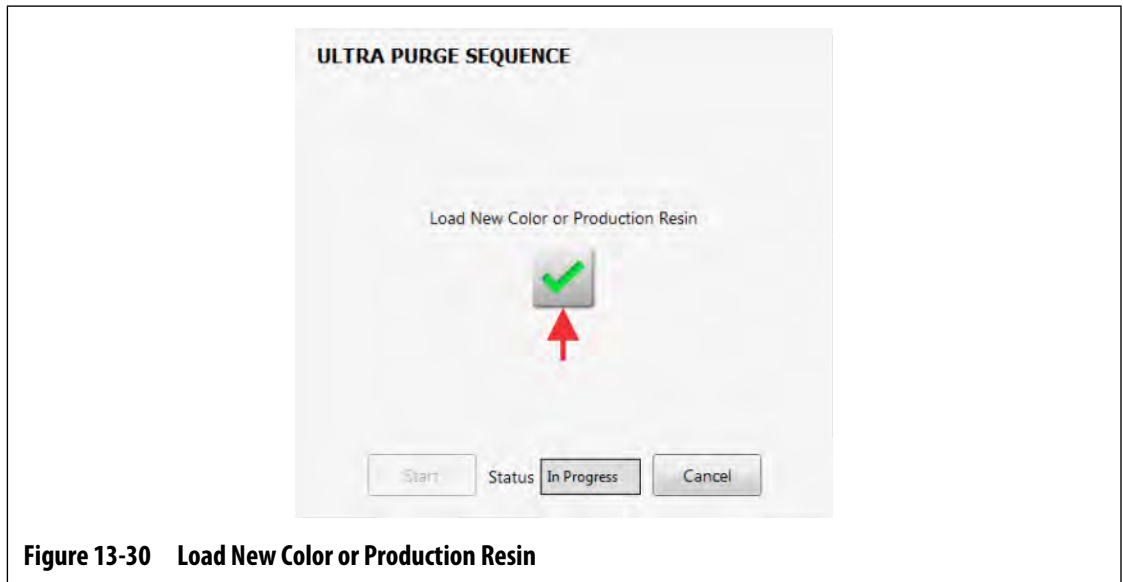 ULTRA PURGE SEQUENCE
Load New Color or Production Resin
Start Status In Progress Cancel
Figure 13-30 Load New Color or Production Resin